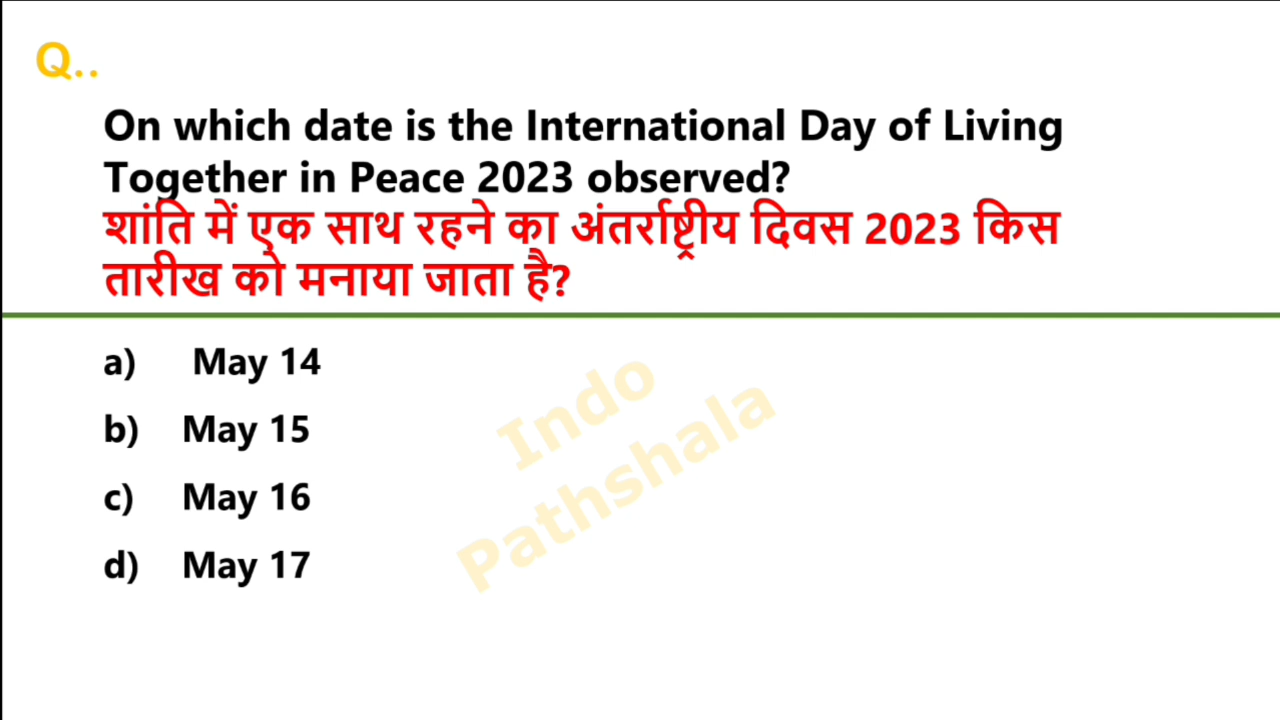 Q..
On which date is the International Day of Living
Together in Peace 2023 observed?
शांति में एक साथ रहने का अंतर्राष्ट्रीय दिवस 2023 किस
तारीख को मनाया जाता है?
a) May 14
b) May 15
c) May 16
d) May 17
Indo
Pathshala